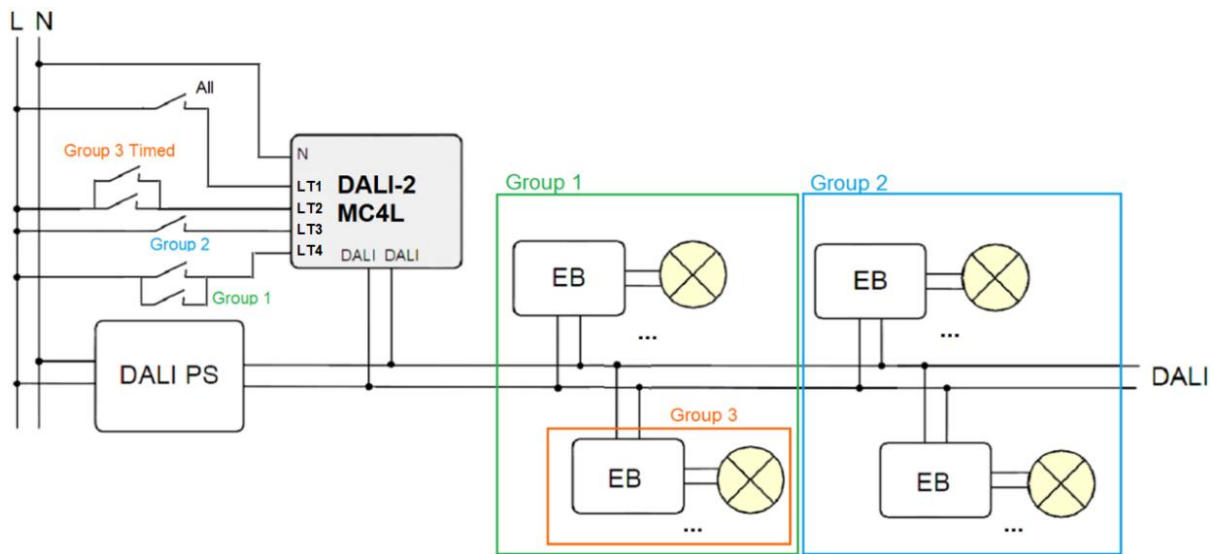 L N
All
Group 3 Timed
N
LT1
DALI-2
LT2
MC4L
LT3
Group 2
LT4
DALI DALI
Group 1
DALI PS
Group 1
Group 2
EB
...
EB
...
DALI
Group 3
EB
...
EB
...